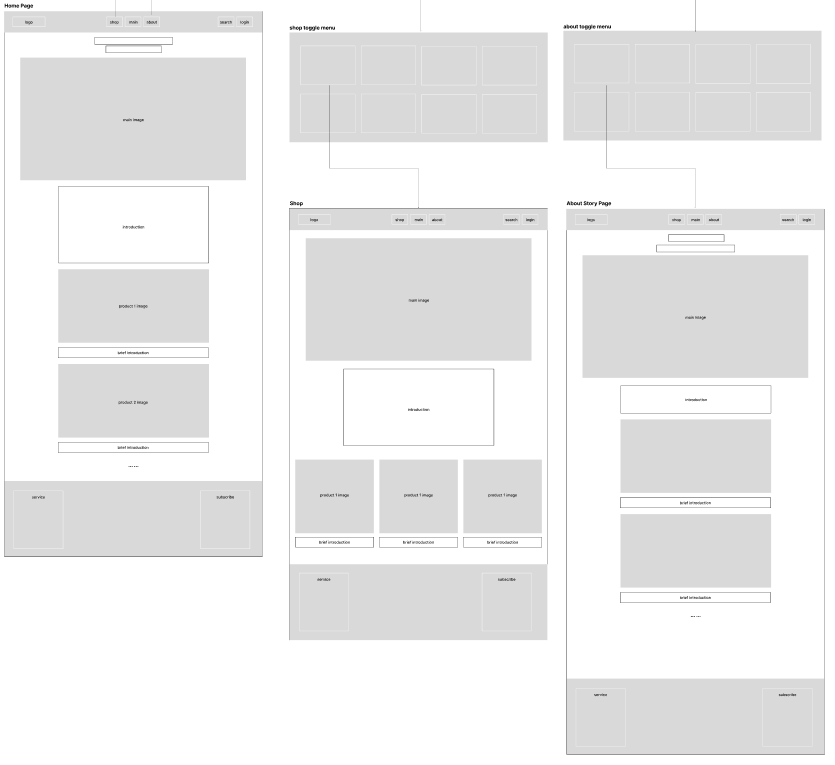 Home Page
logo
shop main about
search login
main image
introduction
product 1 image
brief introduction
product 2 image
brief introduction
... ...
service
subscribe
shop toggle menu
Shop
logo
shop main about
search login
main image
introduction
product 1 image
product 1 image
product 1 image
brief introduction
brief introduction
brief introduction
service
subscribe
about toggle menu
About Story Page
logo
shop main about
search login
main image
introduction
brief introduction
brief introduction
... ...
service
subscribe